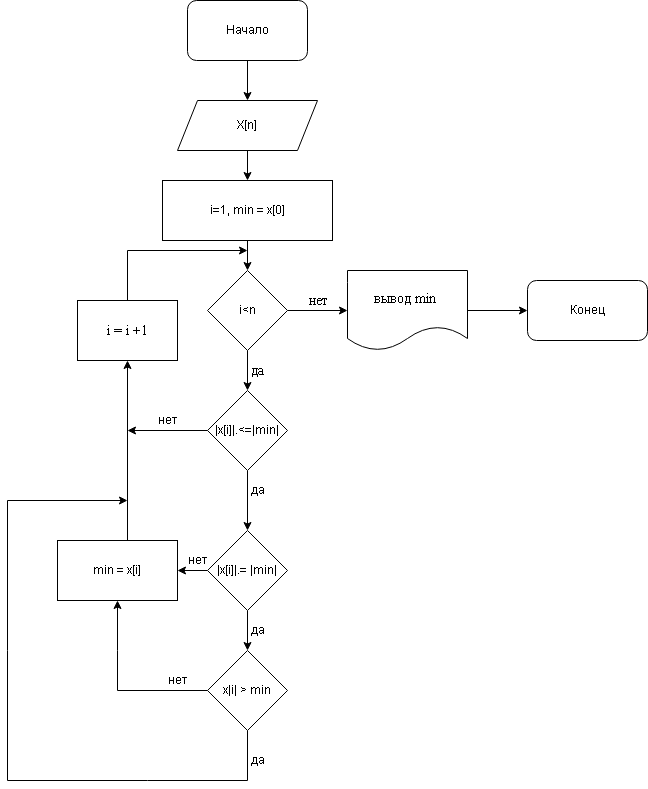 Начало
X[n]
i=1, min = x[0]
i<n
нет
вывод min
Конец
i = i +1
да
|x[i]|.<=|min|
нет
да
|x[i]|.= |min|
нет
min = x[i]
да
x|i| > min
нет
да